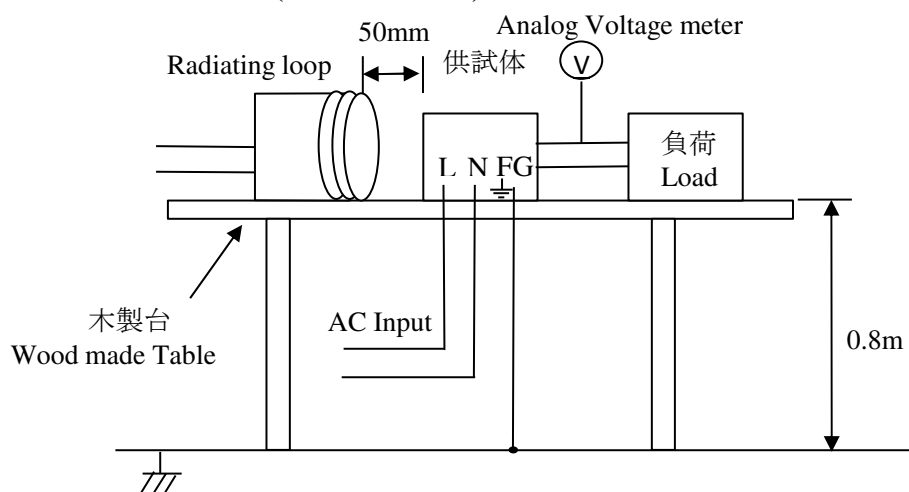 Analog Voltage meter
50mm
Radiating loop
供試体
V
負荷
Load
L N FG
木製台
Wood made Table
AC Input
0.8m